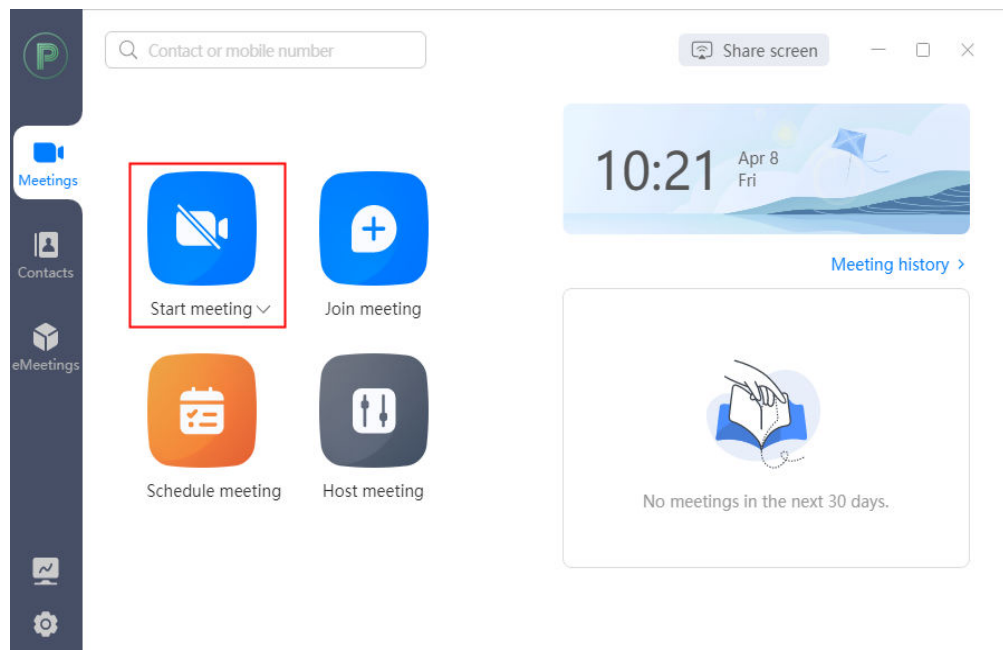 P
Contact or mobile number
Share screen
Meetings
Contacts
eMeetings
Start meeting
Join meeting
Schedule meeting
Host meeting
10:21
Apr 8
Fri
Meeting history
No meetings in the next 30 days.